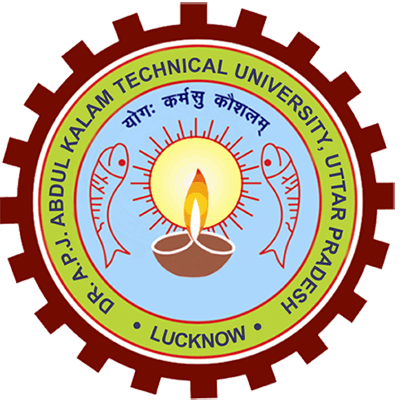 DR. A.P.J. ABDUL KALAM TECHNICAL UNIVERSITY, UTTAR PRADESH
योगः कर्मसु कौशलम्
• LUCKNOW •